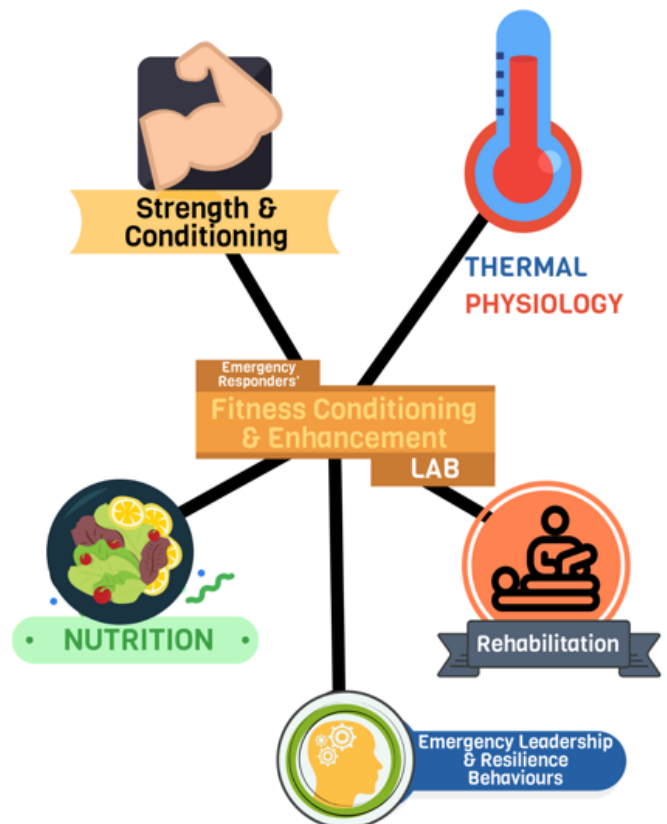 Strength &
Conditioning
THERMAL
PHYSIOLOGY
Emergency
Responders'
Fitness Conditioning
& Enhancement
LAB
NUTRITION
Rehabilitation
Emergency Leadership
& Resilience
Behaviours